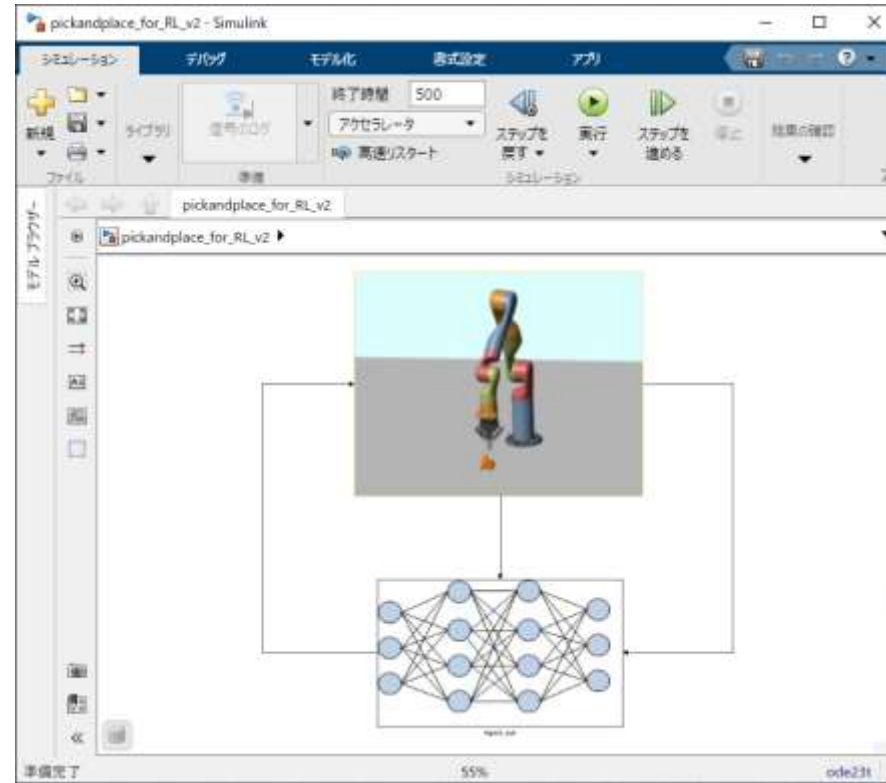 pickandplace_for_RL_v2 - Simulink
シミュレーション デバッグ モデル化 書式設定 アプリ
新規
ファイル
ライブラリ
信号のログ
準備
終了時間 500
アクセラレータ
高速リスタート
ステップを戻す
実行
ステップを進める
停止
シミュレーション
結果の確認
pickandplace_for_RL_v2
pickandplace_for_RL_v2
モデル ブラウザー
準備完了 55% ode23t